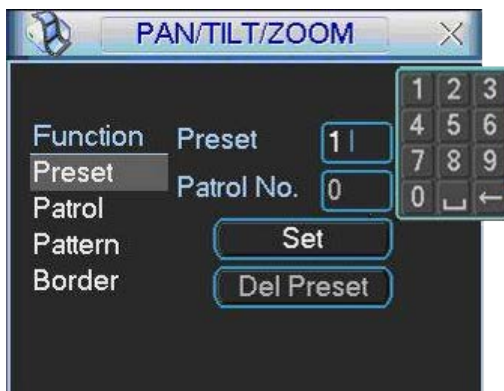 PAN/TILT/ZOOM
1 2 3
4 5 6
7 8 9
0 ␣ ←
Function
Preset
Patrol
Pattern
Border
Preset 1
Patrol No. 0
Set
Del Preset